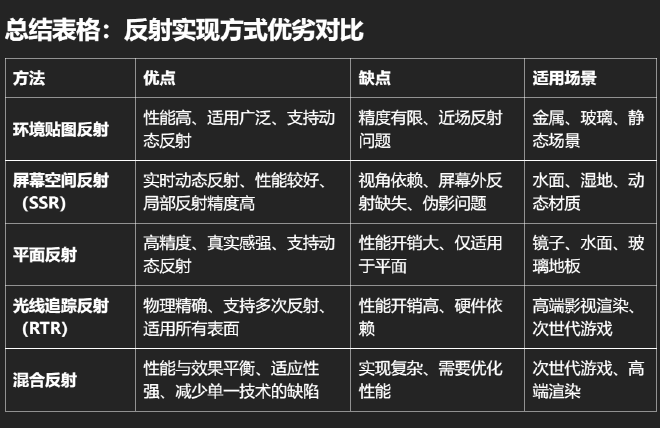 总结表格：反射实现方式优劣对比
方法 优点 缺点 适用场景
环境贴图反射 性能高、适用广泛、支持动态反射 精度有限、近场反射问题 金属、玻璃、静态场景
屏幕空间反射（SSR） 实时动态反射、性能较好、局部反射精度高 视角依赖、屏幕外反射缺失、伪影问题 水面、湿地、动态材质
平面反射 高精度、真实感强、支持动态反射 性能开销大、仅适用于平面 镜子、水面、玻璃地板
光线追踪反射（RTR） 物理精确、支持多次反射、适用所有表面 性能开销高、硬件依赖 高端影视渲染、次世代游戏
混合反射 性能与效果平衡、适应性强、减少单一技术的缺陷 实现复杂、需要优化性能 次世代游戏、高端渲染